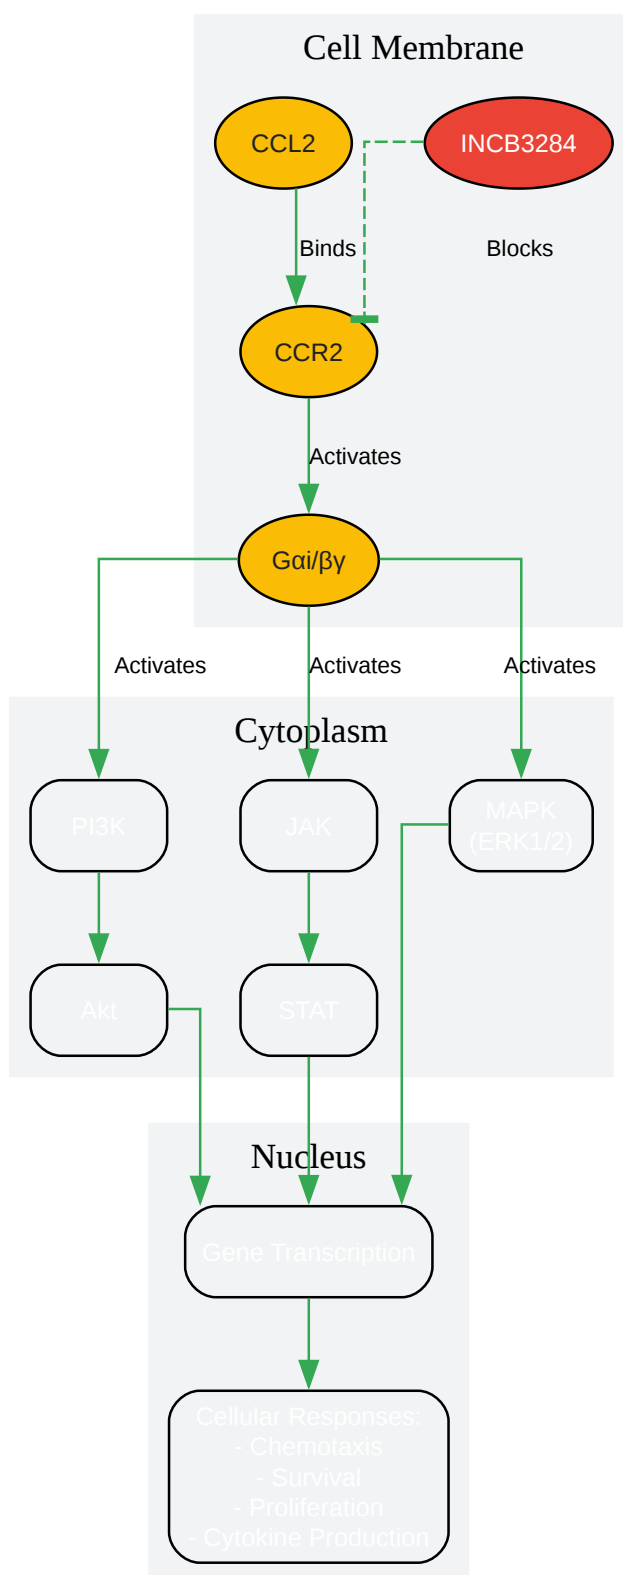 Cell Membrane
CCL2
INCB3284
Binds
Blocks
CCR2
Activates
Gαi/βγ
Activates
Activates
Activates
Cytoplasm
PI3K
JAK
MAPK
(ERK1/2)
Akt
STAT
Nucleus
Gene Transcription
Cellular Responses:
- Chemotaxis
- Survival
- Proliferation
- Cytokine Production